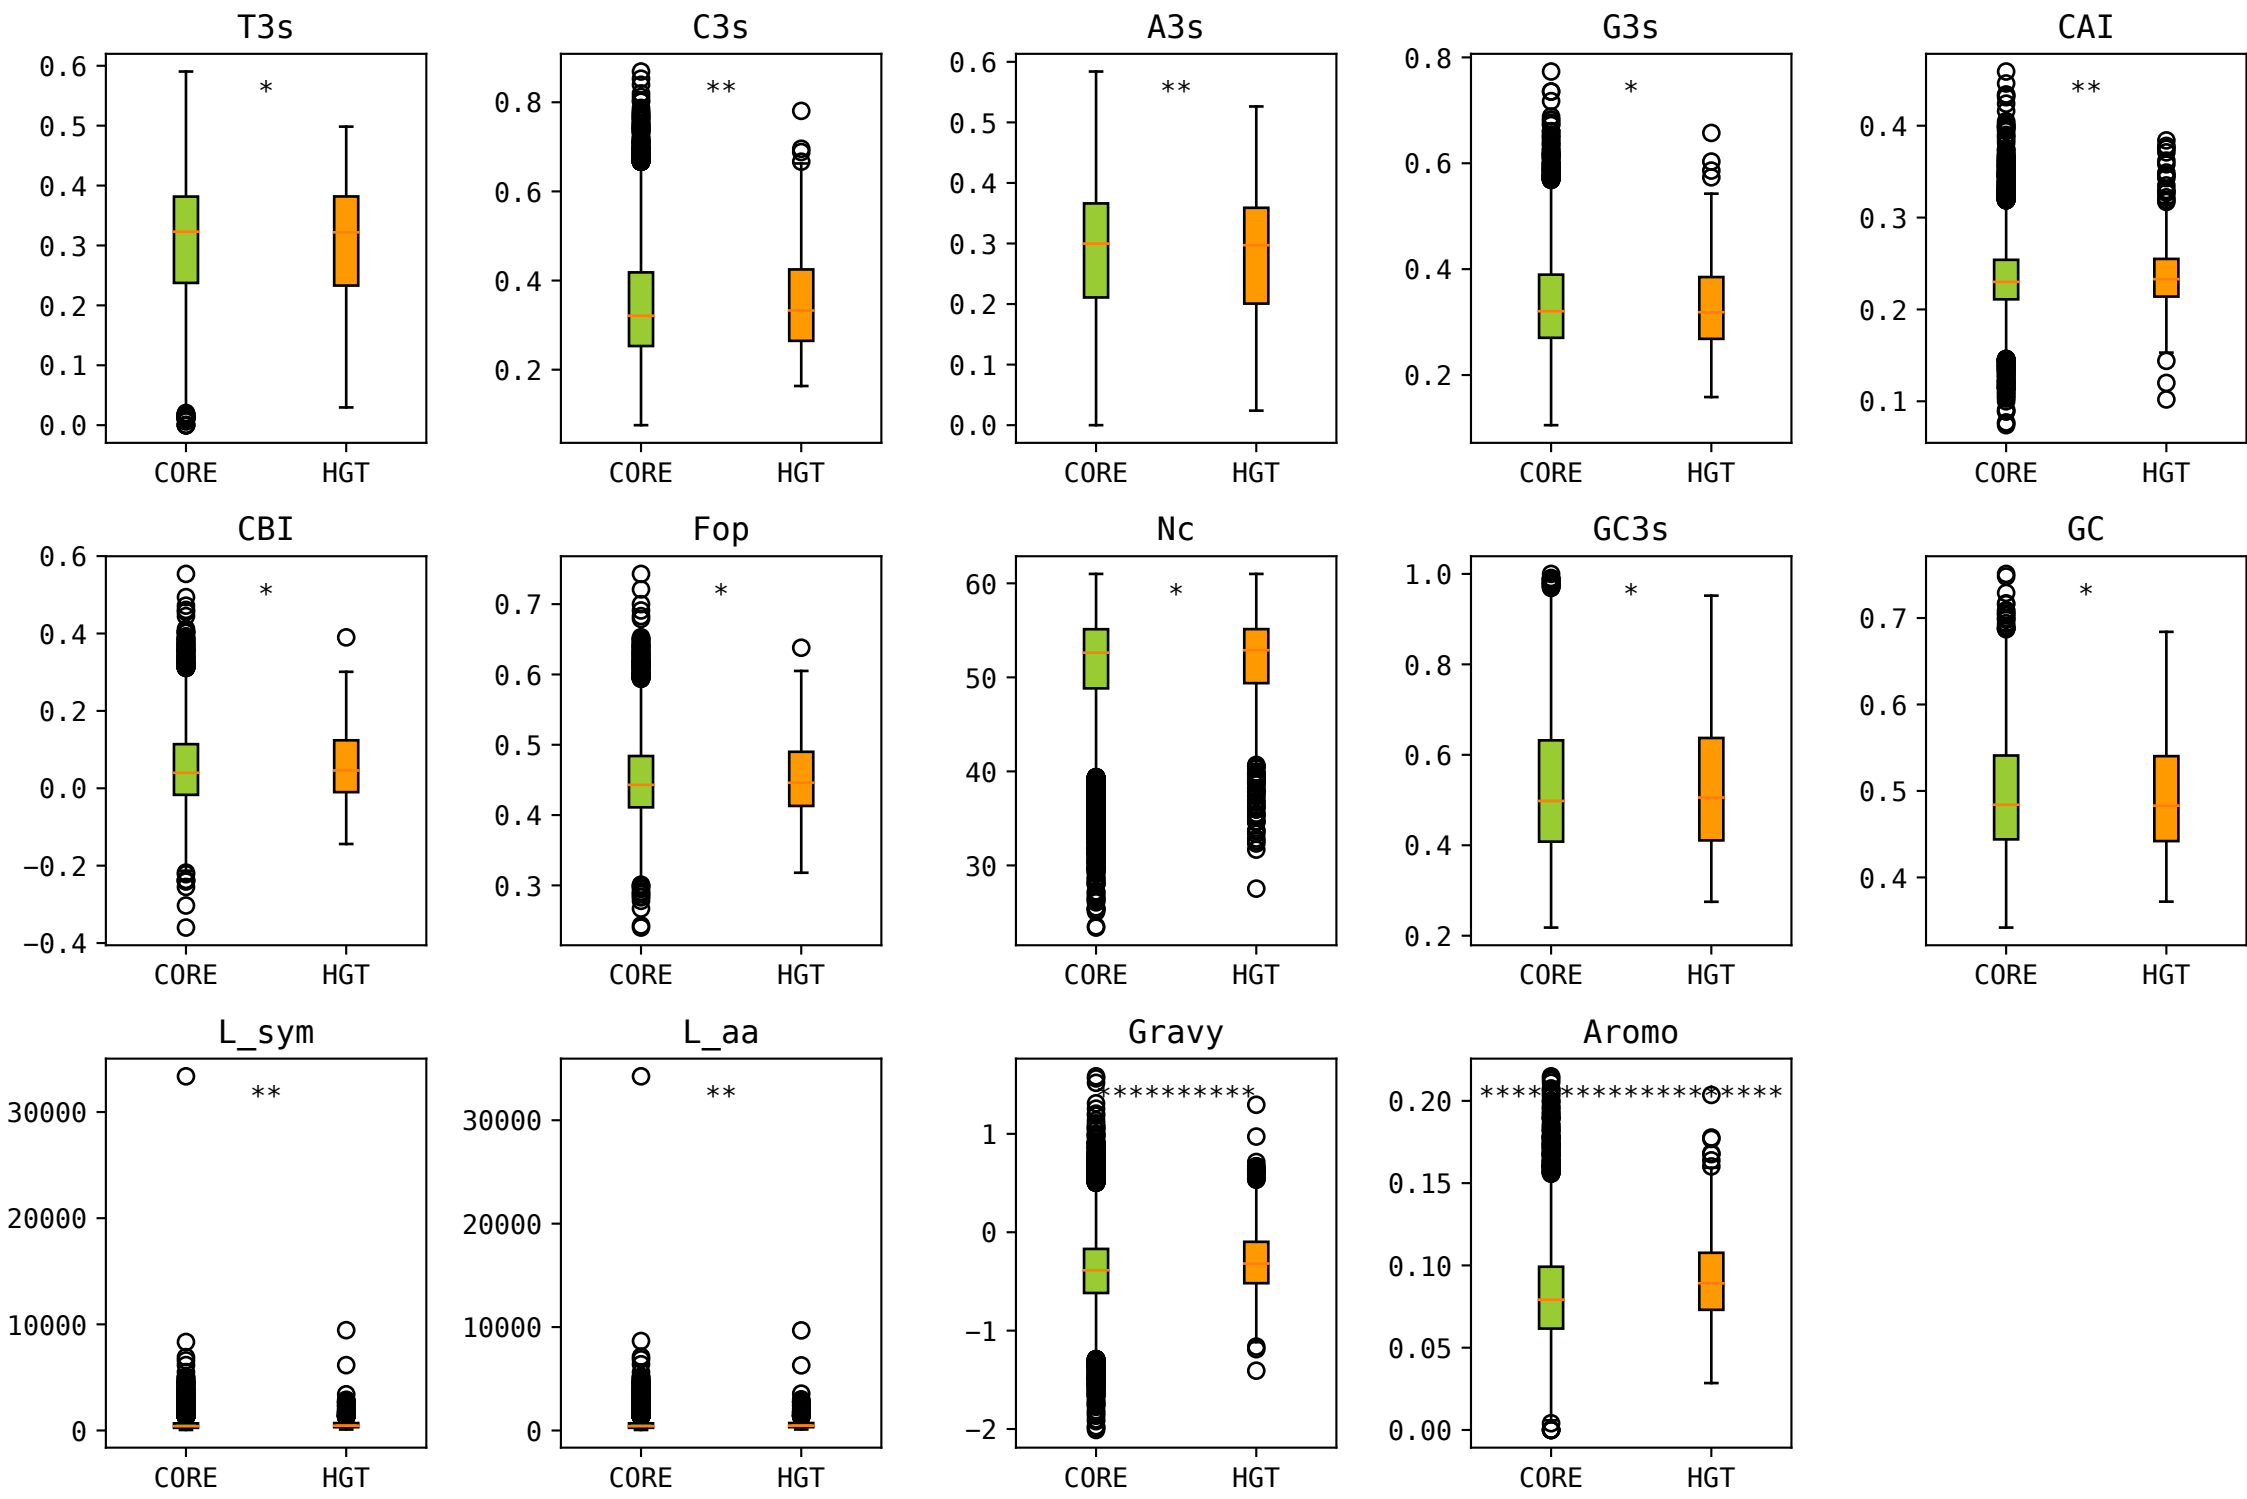 T3s C3s A3s G3s CAI
* ** ** * **
0.6 0.5 0.4 0.3 0.2 0.1 0.0
0.8 0.6 0.4 0.2
0.6 0.5 0.4 0.3 0.2 0.1 0.0
0.8 0.6 0.4 0.2
0.4 0.3 0.2 0.1
CORE HGT CORE HGT CORE HGT CORE HGT CORE HGT
CBI Fop Nc GC3s GC
* * * * *
0.6 0.4 0.2 0.0 −0.2 −0.4
0.7 0.6 0.5 0.4 0.3
60 50 40 30
1.0 0.8 0.6 0.4 0.2
0.7 0.6 0.5 0.4
CORE HGT CORE HGT CORE HGT CORE HGT CORE HGT
L_sym L_aa Gravy Aromo
** ** ********** *******************
30000 20000 10000 0
30000 20000 10000 0
1 0 −1 −2
0.20 0.15 0.10 0.05 0.00
CORE HGT CORE HGT CORE HGT CORE HGT